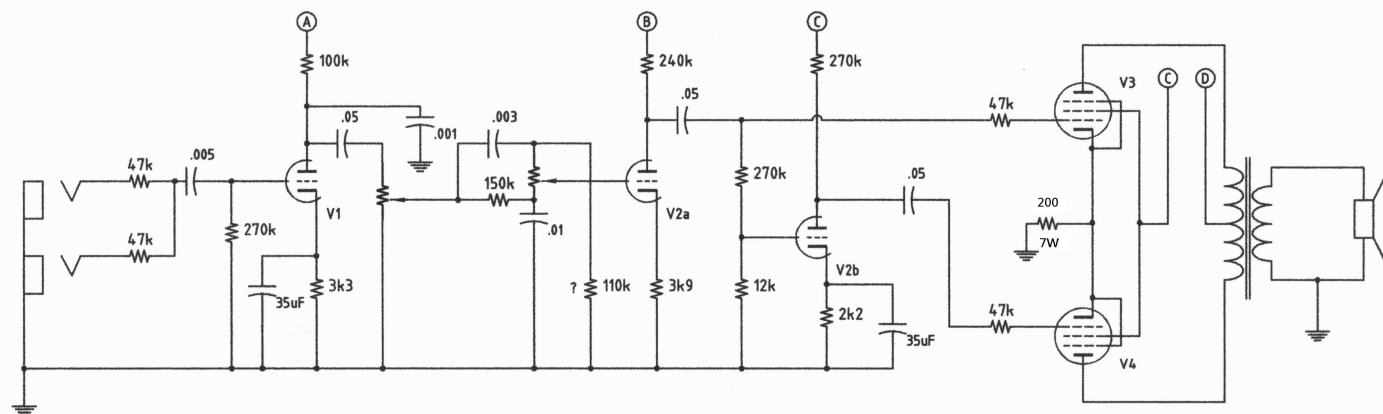 A
B
C
100k
240k
270k
V3
C
D
.05
.001
.003
.05
47k
47k
.005
150k
270k
.05
V1
V2a
200
7W
47k
270k
.01
V2b
35uF
3k3
?
110k
3k9
12k
2k2
35uF
47k
V4